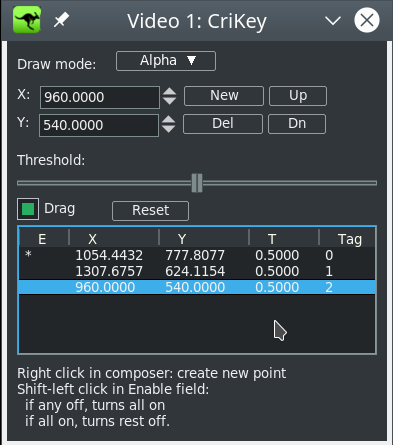 Video 1: CriKey
Draw mode: Alpha ▼
X: 960.0000 New Up
Y: 540.0000 Del Dn
Threshold:
Drag Reset
E X Y T Tag
* 1054.4432 777.8077 0.5000 0
1307.6757 624.1154 0.5000 1
960.0000 540.0000 0.5000 2
Right click in composer: create new point
Shift-left click in Enable field:
if any off, turns all on
if all on, turns rest off.